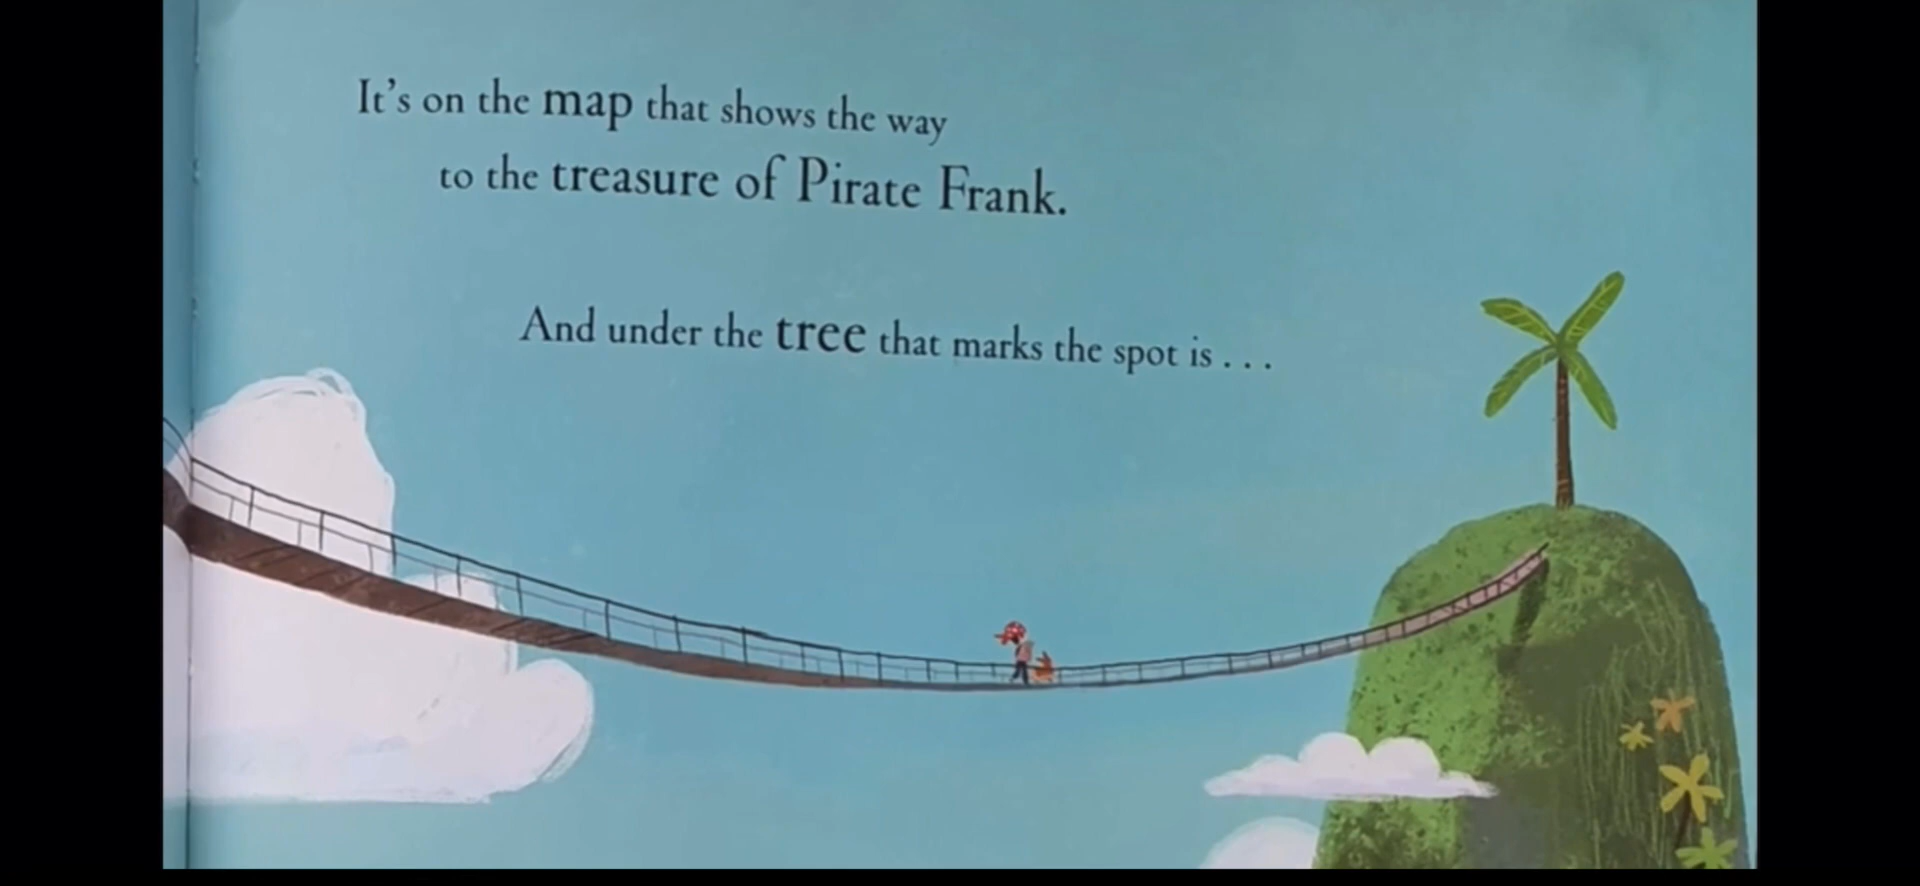 It's on the map that shows the way
to the treasure of Pirate Frank.
And under the tree that marks the spot is . . .